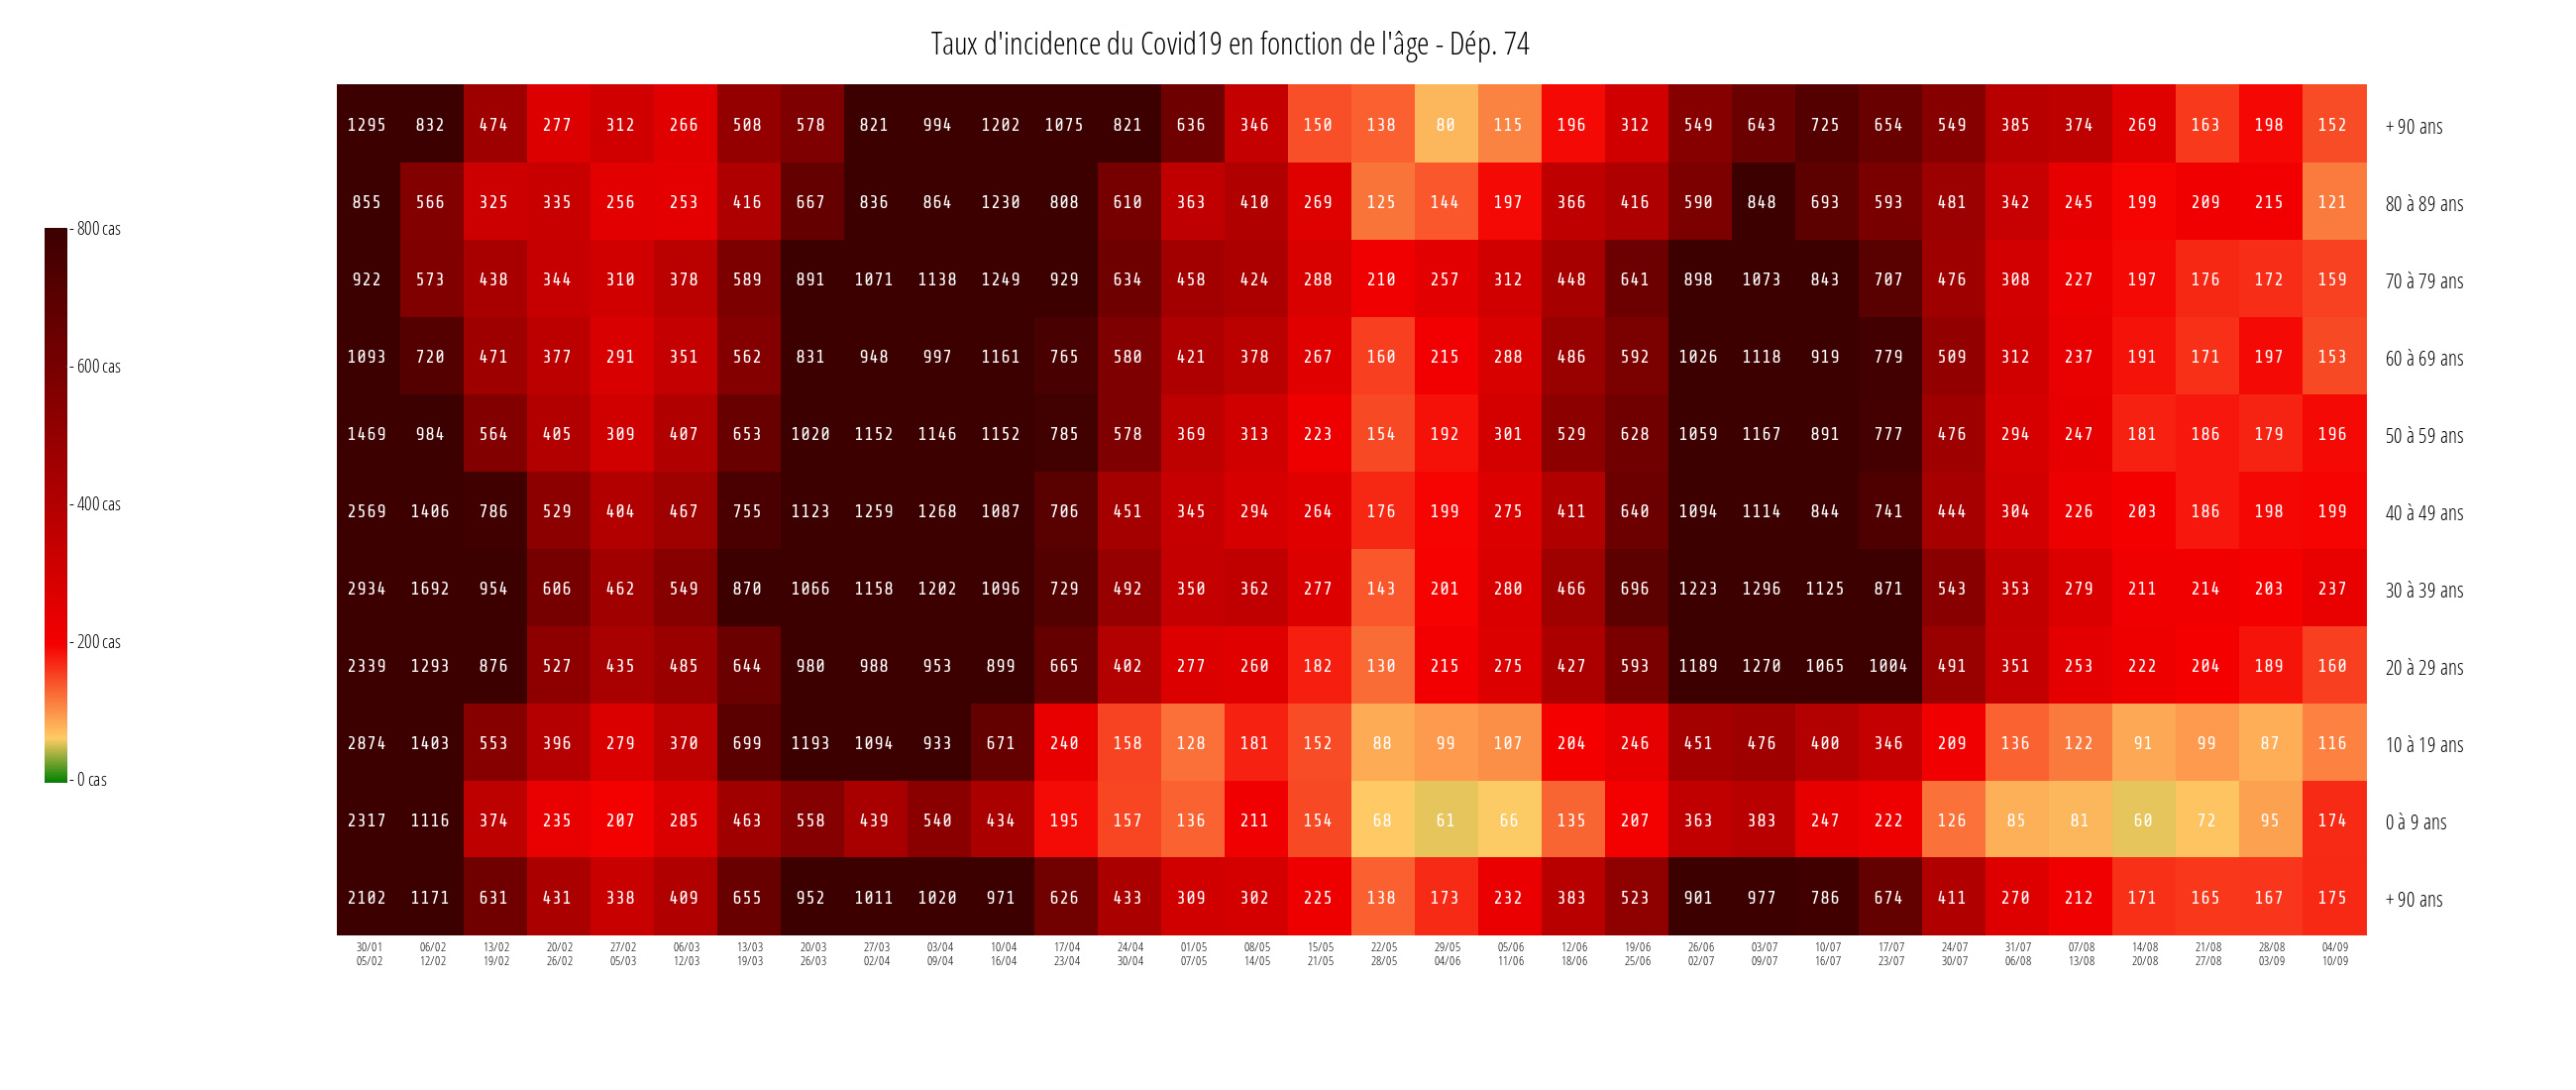 Taux d'incidence du Covid19 en fonction de l'âge - Dép. 74
1295 832 474 277 312 266 508 578 821 994 1202 1075 821 636 346 150 138 80 115 196 312 549 643 725 654 549 385 374 269 163 198 152 + 90 ans
855 566 325 335 256 253 416 667 836 864 1230 808 610 363 410 269 125 144 197 366 416 590 848 693 593 481 342 245 199 209 215 121 80 à 89 ans
922 573 438 344 310 378 589 891 1071 1138 1249 929 634 458 424 288 210 257 312 448 641 898 1073 843 707 476 308 227 197 176 172 159 70 à 79 ans
1093 720 471 377 291 351 562 831 948 997 1161 765 580 421 378 267 160 215 288 486 592 1026 1118 919 779 509 312 237 191 171 197 153 60 à 69 ans
1469 984 564 405 309 407 653 1020 1152 1146 1152 785 578 369 313 223 154 192 301 529 628 1059 1167 891 777 476 294 247 181 186 179 196 50 à 59 ans
2569 1406 786 529 404 467 755 1123 1259 1268 1087 706 451 345 294 264 176 199 275 411 640 1094 1114 844 741 444 304 226 203 186 198 199 40 à 49 ans
2934 1692 954 606 462 549 870 1066 1158 1202 1096 729 492 350 362 277 143 201 280 466 696 1223 1296 1125 871 543 353 279 211 214 203 237 30 à 39 ans
2339 1293 876 527 435 485 644 980 988 953 899 665 402 277 260 182 130 215 275 427 593 1189 1270 1065 1004 491 351 253 222 204 189 160 20 à 29 ans
2874 1403 553 396 279 370 699 1193 1094 933 671 240 158 128 181 152 88 99 107 204 246 451 476 400 346 209 136 122 91 99 87 116 10 à 19 ans
2317 1116 374 235 207 285 463 558 439 540 434 195 157 136 211 154 68 61 66 135 207 363 383 247 222 126 85 81 60 72 95 174 0 à 9 ans
2102 1171 631 431 338 409 655 952 1011 1020 971 626 433 309 302 225 138 173 232 383 523 901 977 786 674 411 270 212 171 165 167 175 + 90 ans
30/01 06/02 13/02 20/02 27/02 06/03 13/03 20/03 27/03 03/04 10/04 17/04 24/04 01/05 08/05 15/05 22/05 29/05 05/06 12/06 19/06 26/06 03/07 10/07 17/07 24/07 31/07 07/08 14/08 21/08 28/08 04/09
05/02 12/02 19/02 26/02 05/03 12/03 19/03 26/03 02/04 09/04 16/04 23/04 30/04 07/05 14/05 21/05 28/05 04/06 11/06 18/06 25/06 02/07 09/07 16/07 23/07 30/07 06/08 13/08 20/08 27/08 03/09 10/09
- 800 cas
- 600 cas
- 400 cas
- 200 cas
- 0 cas